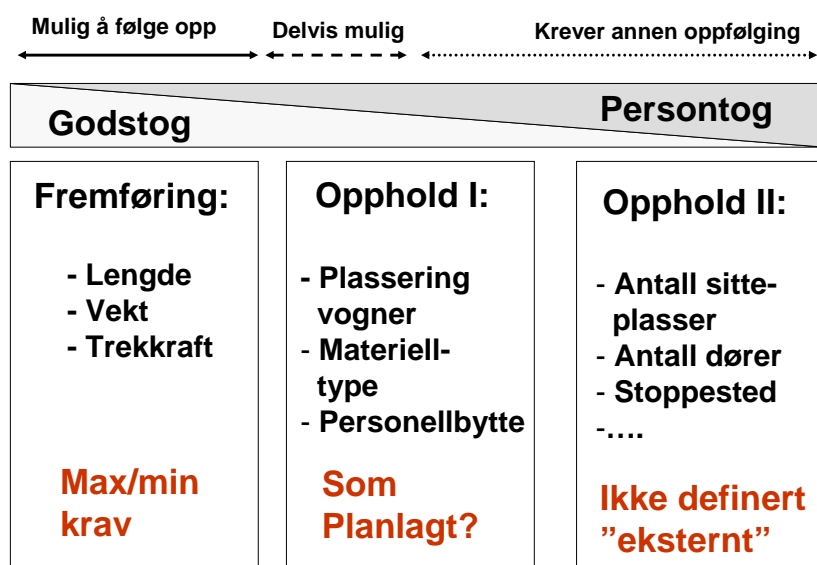 Mulig å følge opp
Delvis mulig
Krever annen oppfølging
Godstog
Persontog
Fremføring:
- Lengde
- Vekt
- Trekkraft
Max/min
krav
Opphold I:
- Plassering
vogner
- Materiell-
type
- Personellbytte
Som
Planlagt?
Opphold II:
- Antall sitte-
plasser
- Antall dører
- Stoppested
-....
Ikke definert
”eksternt”